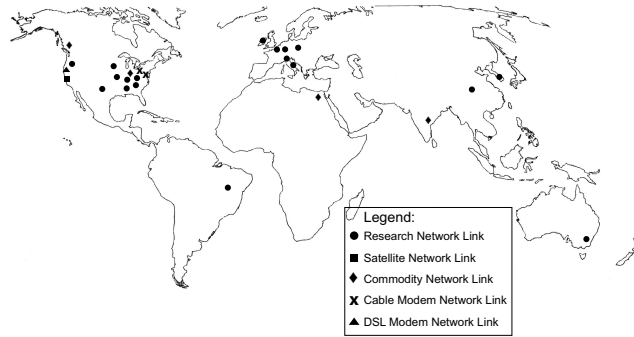 Legend:
Research Network Link
Satellite Network Link
Commodity Network Link
Cable Modem Network Link
DSL Modem Network Link